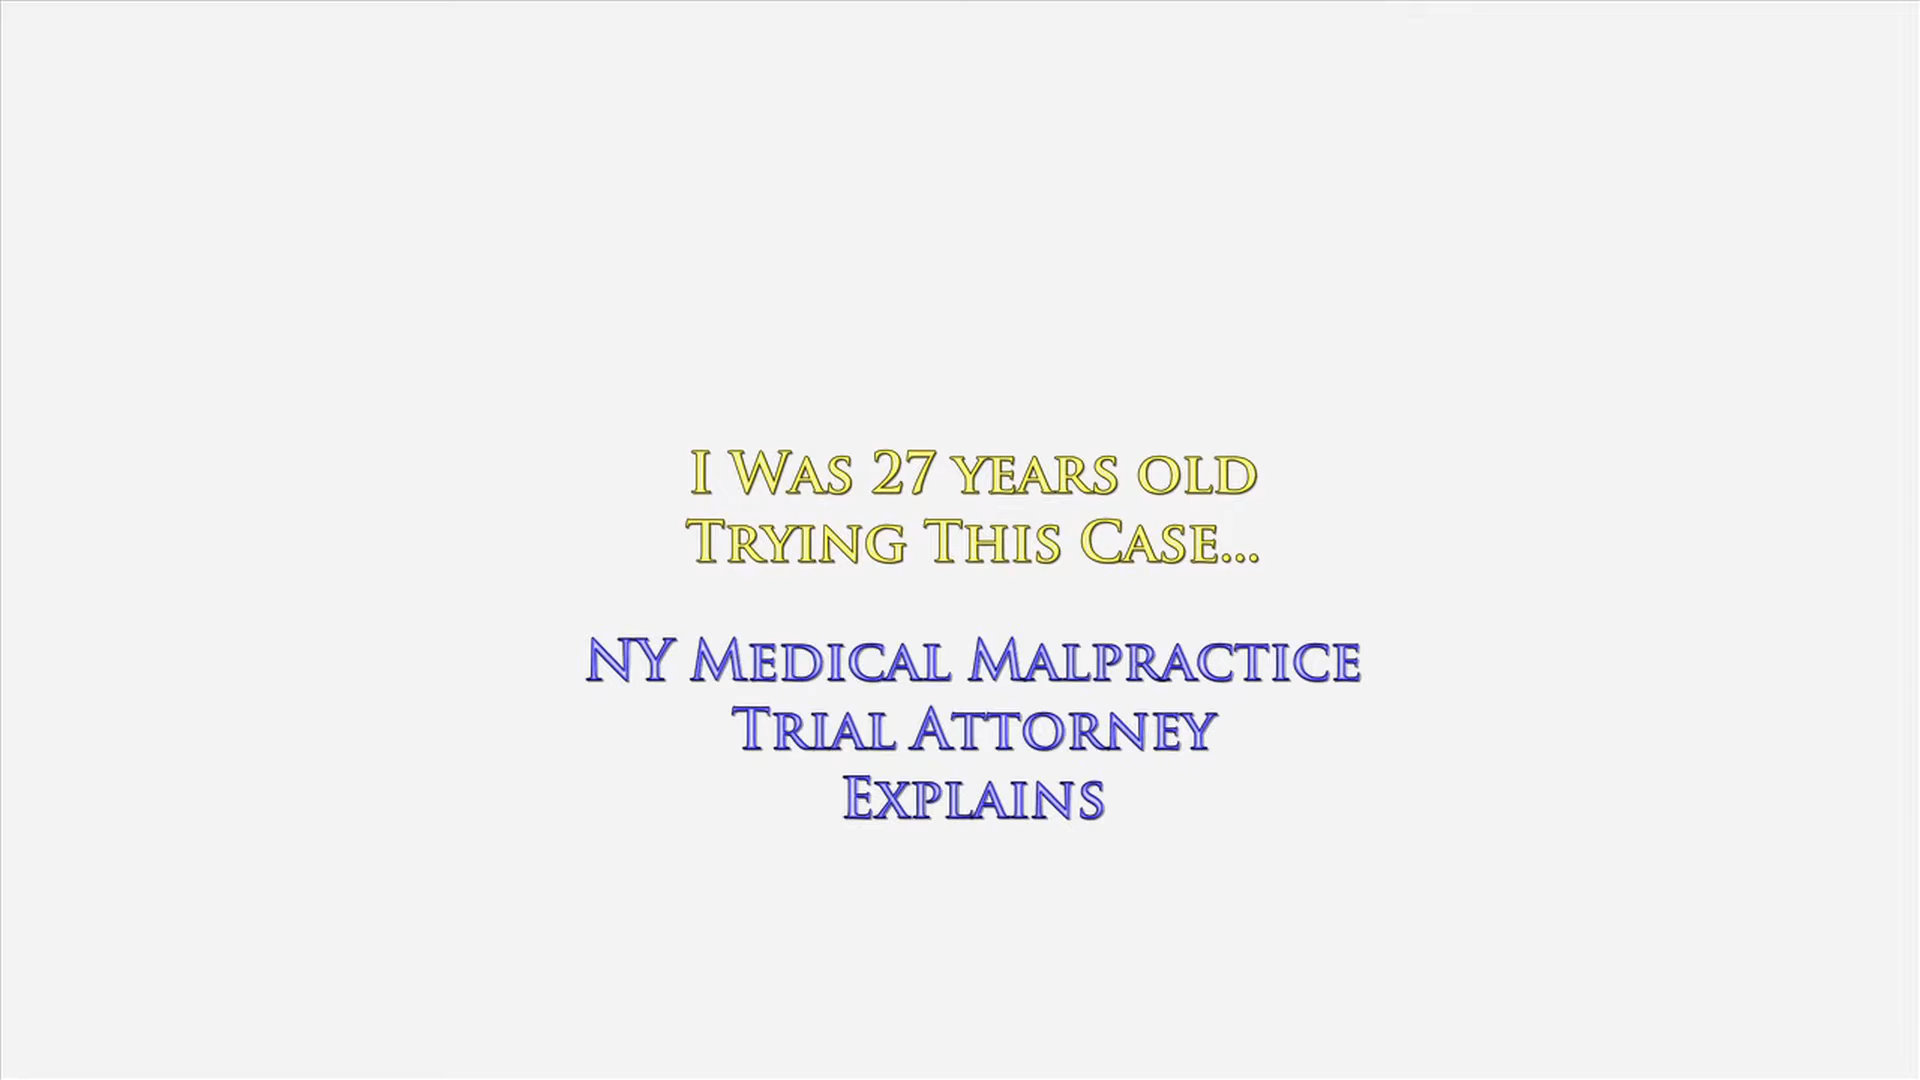 I Was 27 years old
Trying This Case...
NY Medical Malpractice
Trial Attorney
Explains